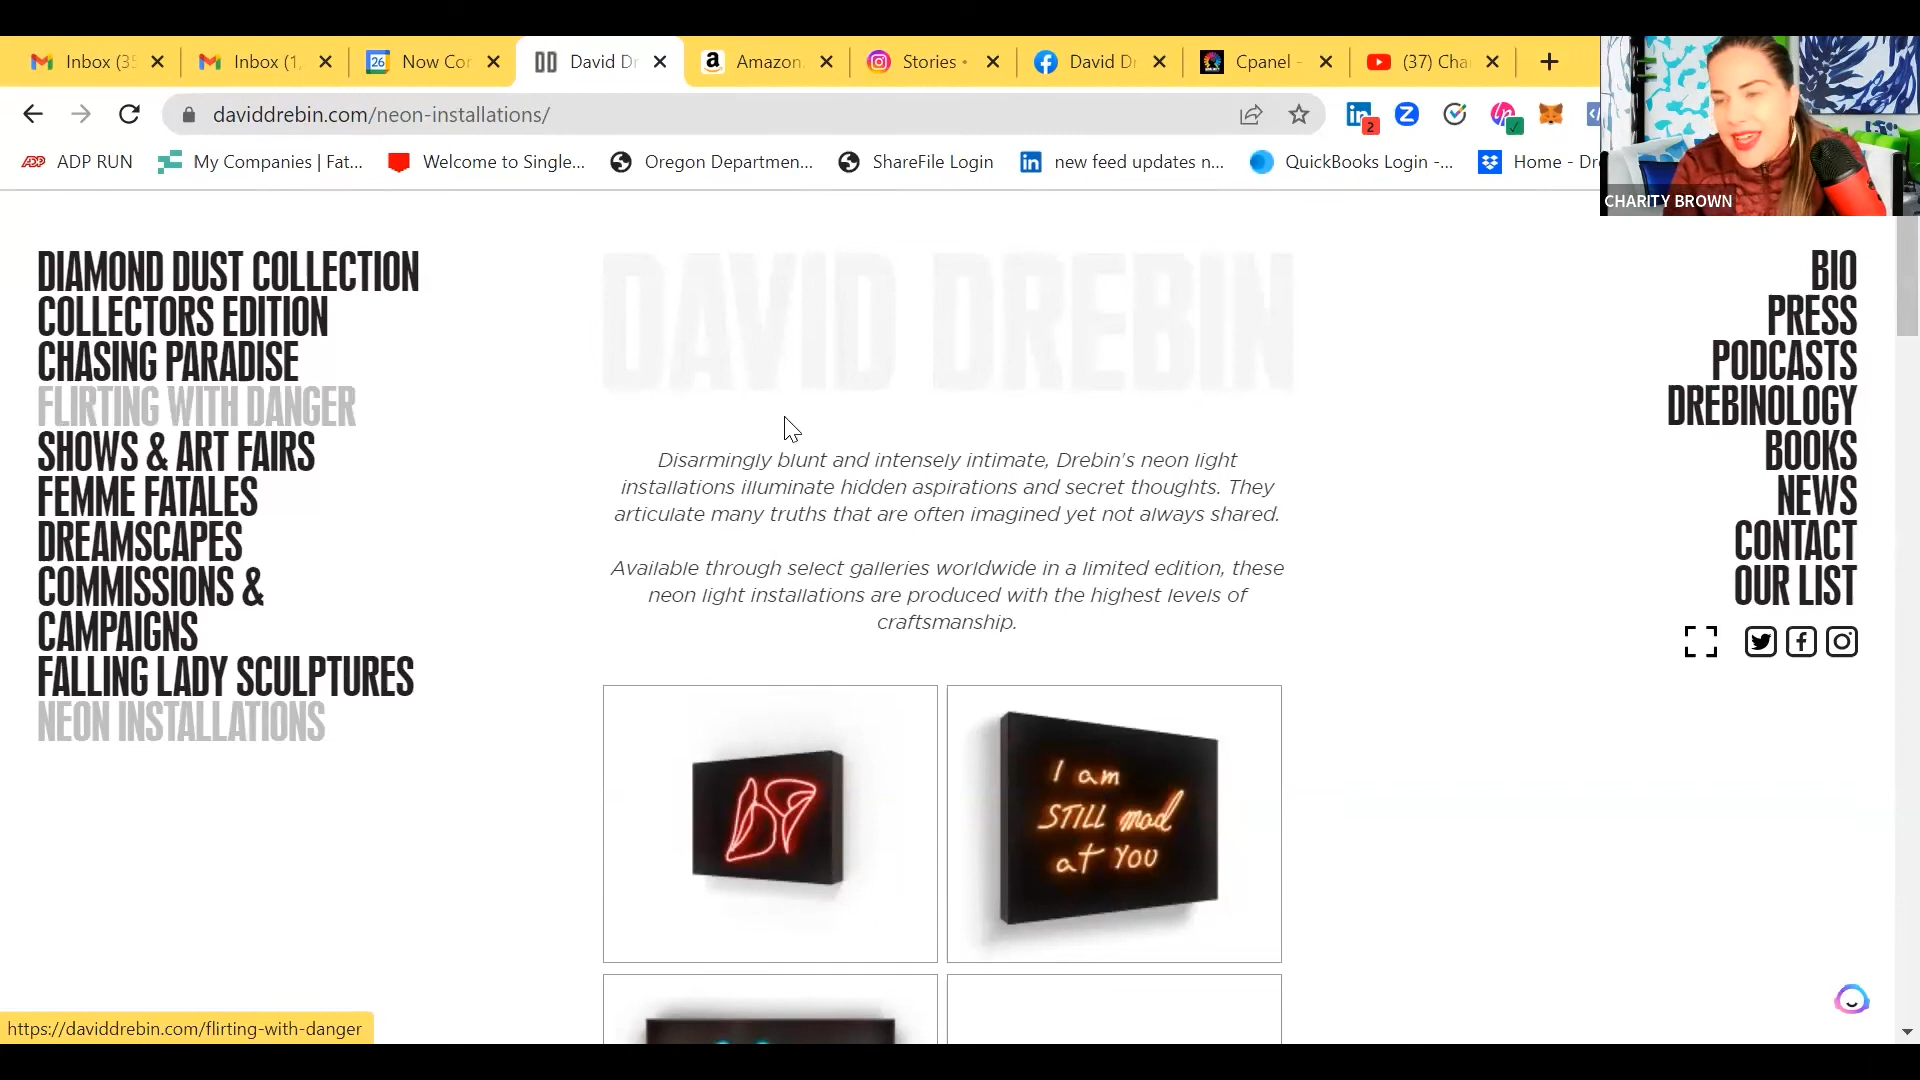 Inbox (35
Inbox (1,
26
Now Cor
David Dr
Amazon.
Stories •
David Dr
Cpanel -
(37) Cha
daviddrebin.com/neon-installations/
2
ADP RUN
My Companies | Fat...
Welcome to Single...
Oregon Departmen...
ShareFile Login
new feed updates n...
QuickBooks Login -...
Home - Dr
CHARITY BROWN
DIAMOND DUST COLLECTION
COLLECTORS EDITION
CHASING PARADISE
FLIRTING WITH DANGER
SHOWS & ART FAIRS
FEMME FATALES
DREAMSCAPES
COMMISSIONS &
CAMPAIGNS
FALLING LADY SCULPTURES
NEON INSTALLATIONS
DAVID DREBIN
Disarmingly blunt and intensely intimate, Drebin's neon light
installations illuminate hidden aspirations and secret thoughts. They
articulate many truths that are often imagined yet not always shared.
Available through select galleries worldwide in a limited edition, these
neon light installations are produced with the highest levels of
craftsmanship.
I am
STILL mad
at YOU
BIO
PRESS
PODCASTS
DREBINOLOGY
BOOKS
NEWS
CONTACT
OUR LIST
https://daviddrebin.com/flirting-with-danger